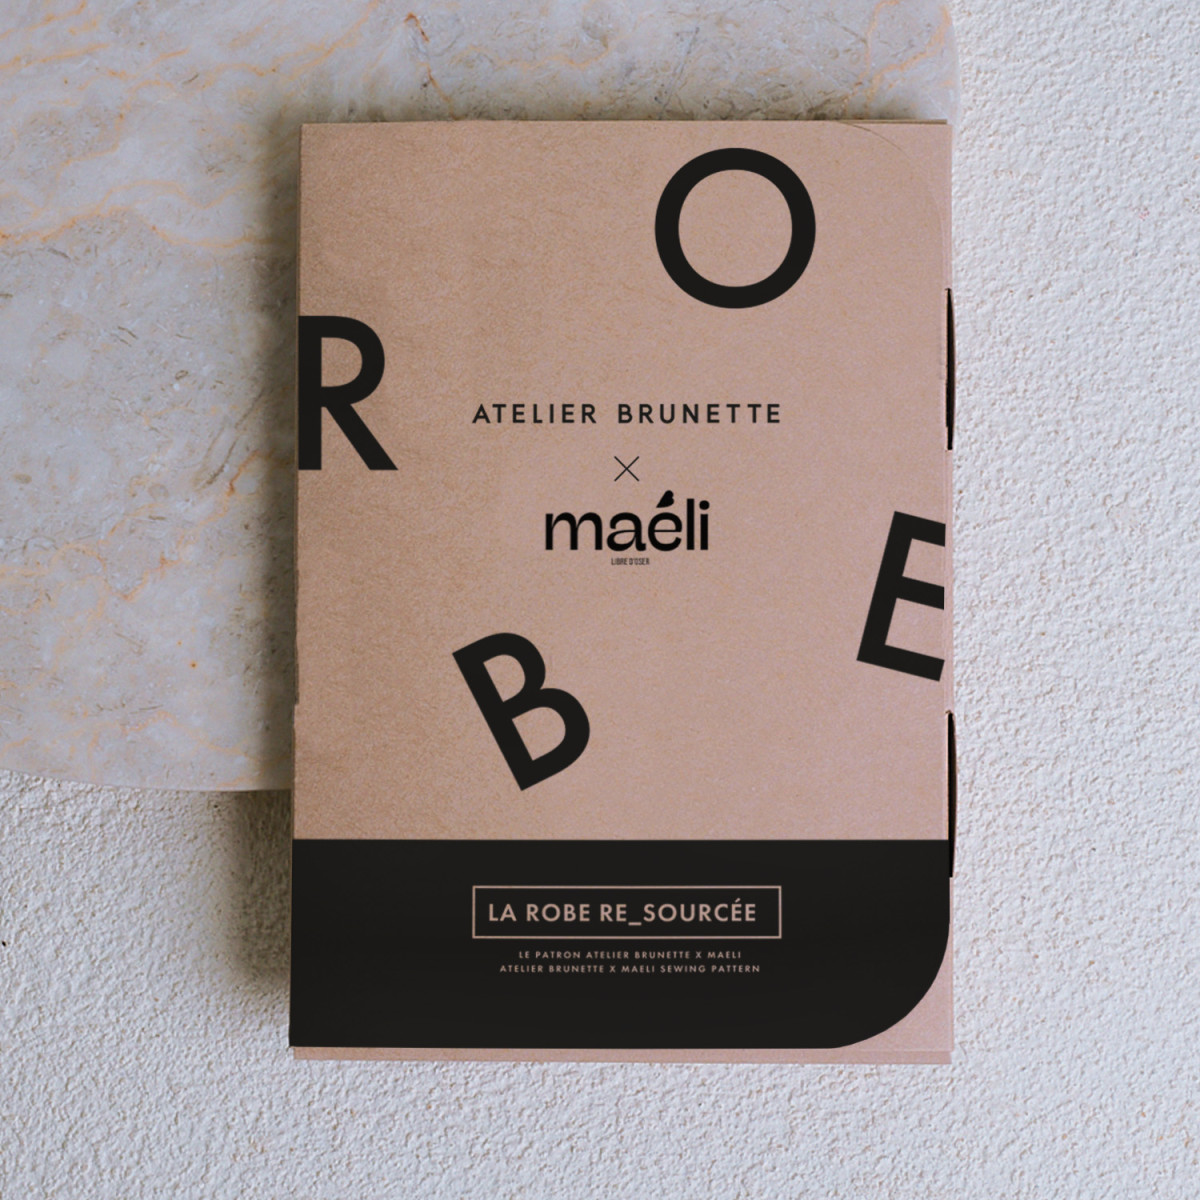 R
O
B
E
ATELIER BRUNETTE
×
maéli
LIBRE D'OSER
LA ROBE RE_SOURCÉE
LE PATRON ATELIER BRUNETTE X MAELI
ATELIER BRUNETTE X MAELI SEWING PATTERN